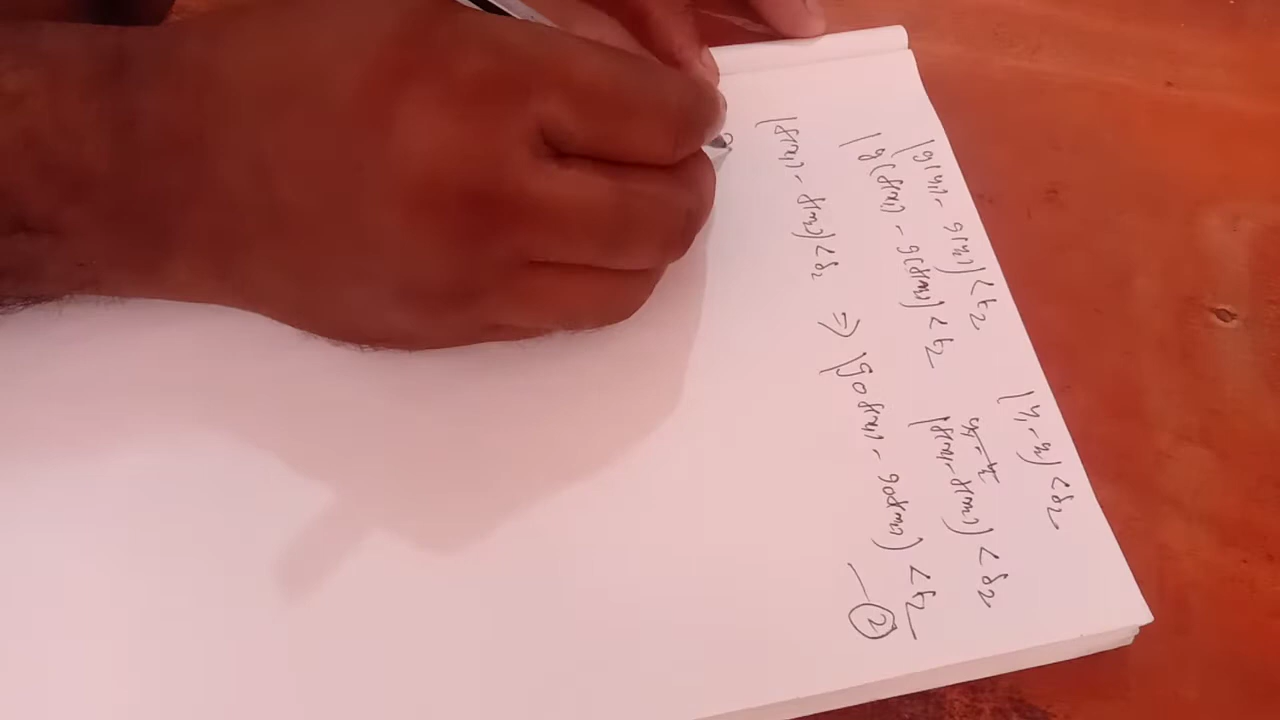 |g(y₁) - g(y₂)| < ε₂ |y₁ - y₂| < δ₂
|g(f(x₁)) - g(f(x₂))| < ε₂ |f(x₁) - f(x₂)| < δ₂
|f(x₁) - f(x₂)| < δ₂ ⇒ |gof(x₁) - gof(x₂)| < ε₂ — ②